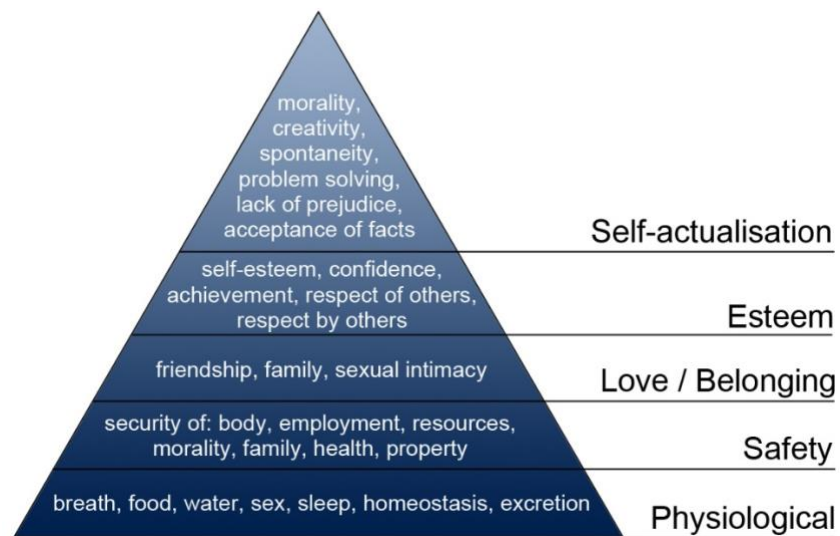 morality,
creativity,
spontaneity,
problem solving,
lack of prejudice,
acceptance of facts
Self-actualisation
self-esteem, confidence,
achievement, respect of others,
respect by others
Esteem
friendship, family, sexual intimacy
Love / Belonging
security of: body, employment, resources,
morality, family, health, property
Safety
breath, food, water, sex, sleep, homeostasis, excretion
Physiological